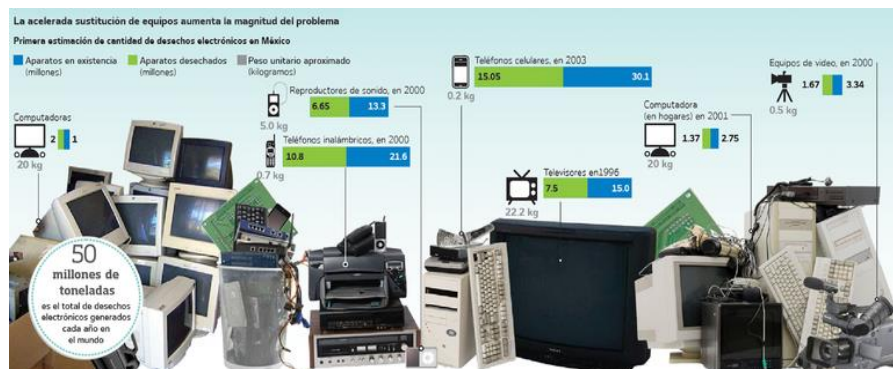 La acelerada sustitución de equipos aumenta la magnitud del problema
Primera estimación de cantidad de desechos electrónicos en México
Aparatos en existencia
(millones)
Aparatos desechados
(millones)
Peso unitario aproximado
(kilogramos)
Computadoras
2 1
20 kg
Reproductores de sonido, en 2000
6.65 13.3
5.0 kg
Teléfonos inalámbricos, en 2000
10.8 21.6
0.7 kg
Teléfonos celulares, en 2003
15.05 30.1
0.2 kg
Televisores en1996
7.5 15.0
22.2 kg
Computadora
(en hogares) en 2001
1.37 2.75
20 kg
Equipos de video, en 2000
1.67 3.34
0.5 kg
50
millones de
toneladas
es el total de desechos
electrónicos generados
cada año en
el mundo